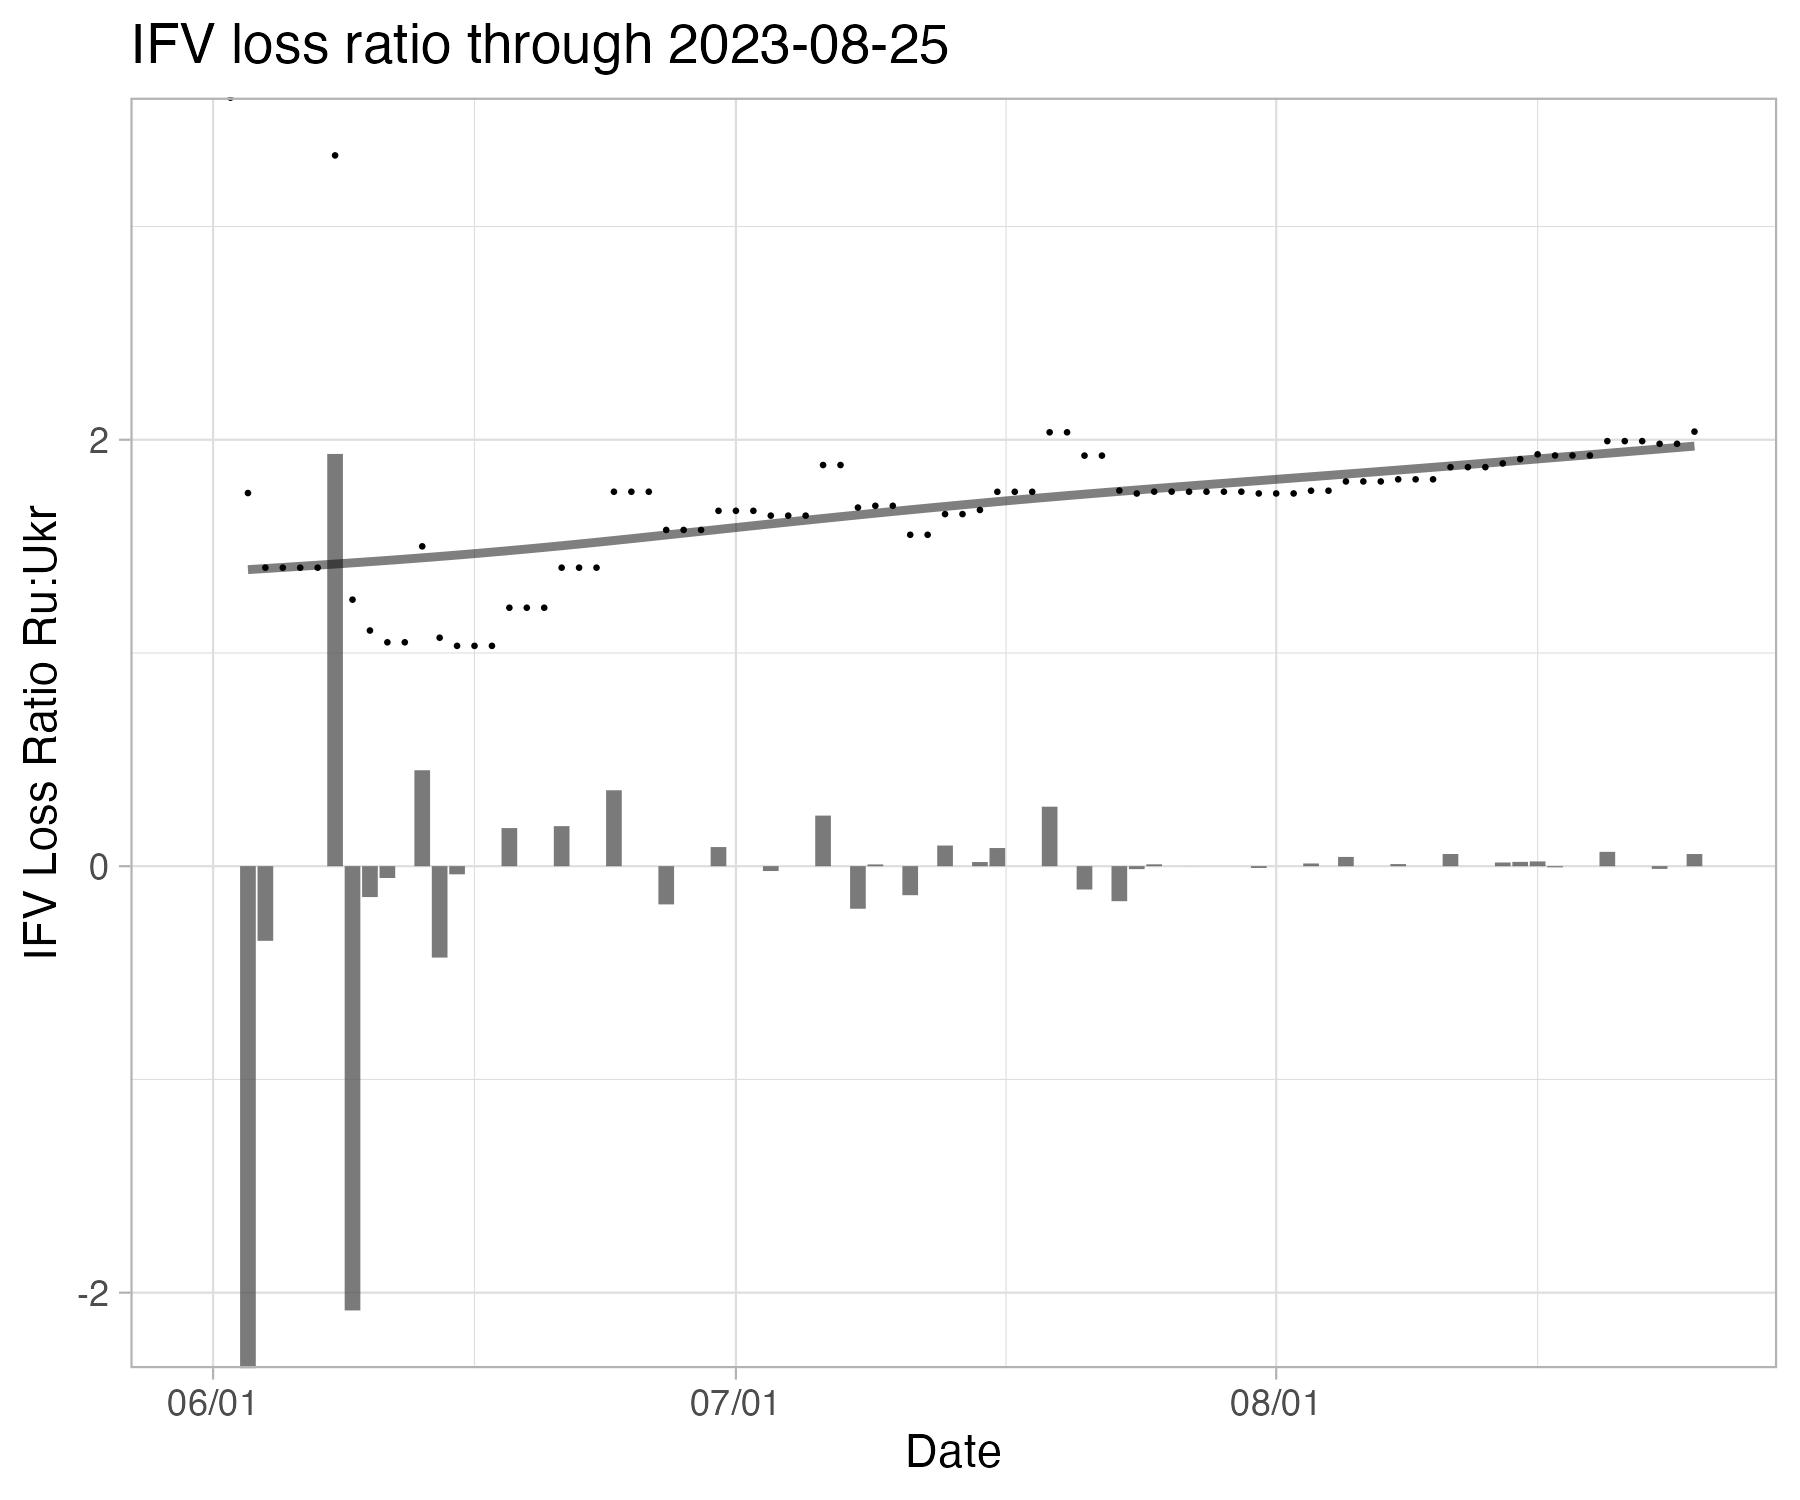 IFV loss ratio through 2023-08-25
IFV Loss Ratio Ru:Ukr
2
0
-2
06/01
07/01
08/01
Date